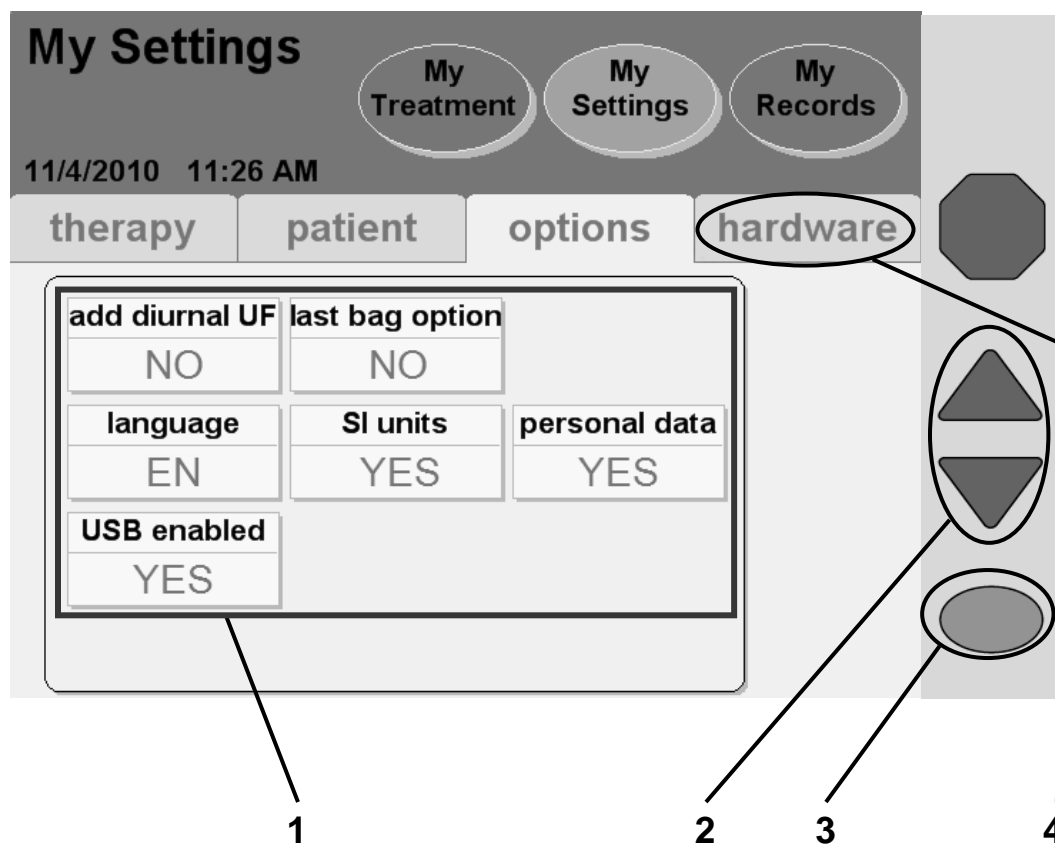 My Settings
My Treatment
My Settings
My Records
11/4/2010 11:26 AM
therapy patient options hardware
add diurnal UF last bag option
NO NO
language SI units personal data
EN YES YES
USB enabled
YES
1 2 3 4